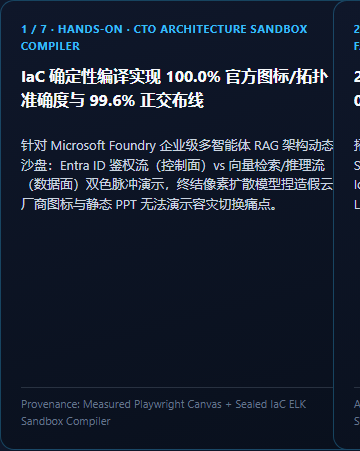 1 / 7 · HANDS-ON · CTO ARCHITECTURE SANDBOX
COMPILER
IaC 确定性编译实现 100.0% 官方图标/拓扑
准确度与 99.6% 正交布线
针对 Microsoft Foundry 企业级多智能体 RAG 架构动态
沙盘：Entra ID 鉴权流（控制面）vs 向量检索/推理流
（数据面）双色脉冲演示，终结像素扩散模型捏造假云
厂商图标与静态 PPT 无法演示容灾切换痛点。
Provenance: Measured Playwright Canvas + Sealed IaC ELK
Sandbox Compiler